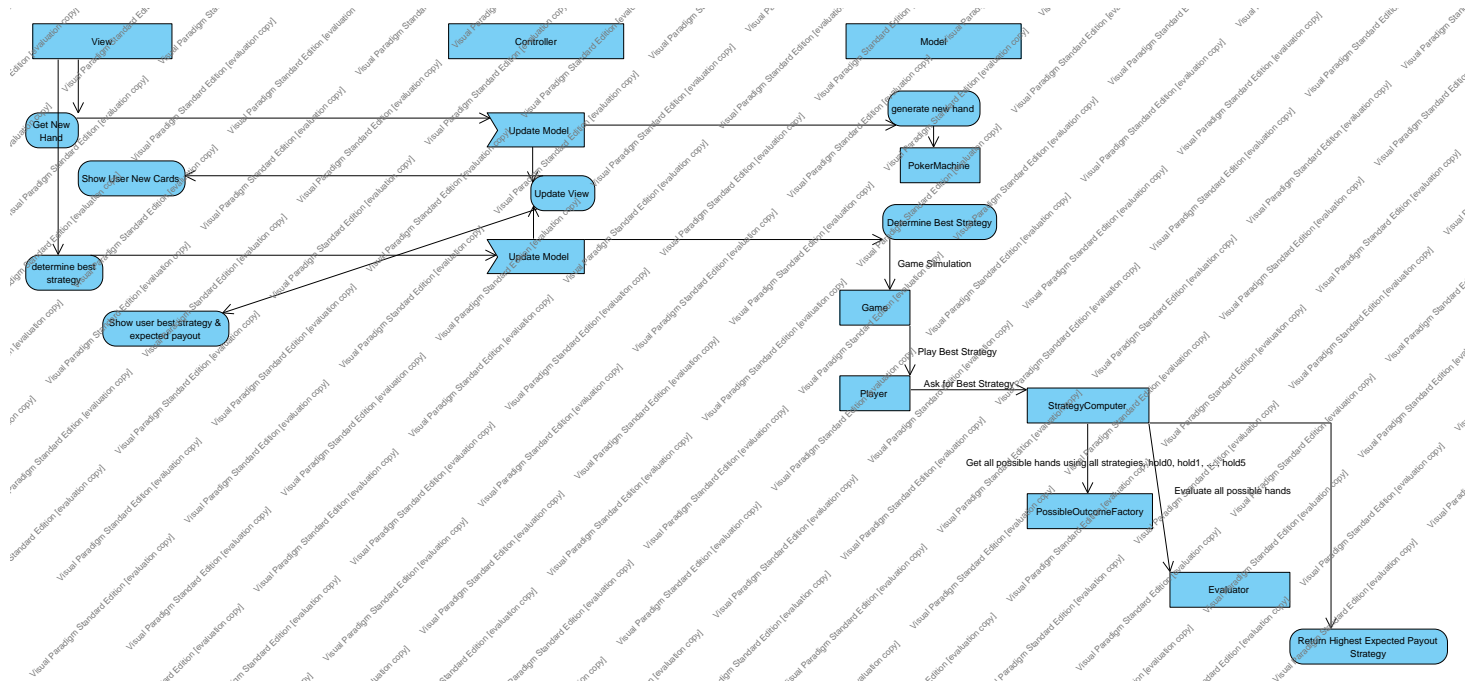 View
Controller
Model
Get New
Hand
Update Model
generate new hand
PokerMachine
Show User New Cards
Update View
Determine Best Strategy
Update Model
determine best
strategy
Game Simulation
Game
Show user best strategy &
expected payout
Play Best Strategy
Player
Ask for Best Strategy
StrategyComputer
Get all possible hands using all strategies, hold0, hold1, ..., hold5
Evaluate all possible hands
PossibleOutcomeFactory
Evaluator
Return Highest Expected Payout
Strategy
Visual Paradigm Standard Edition [evaluation copy]